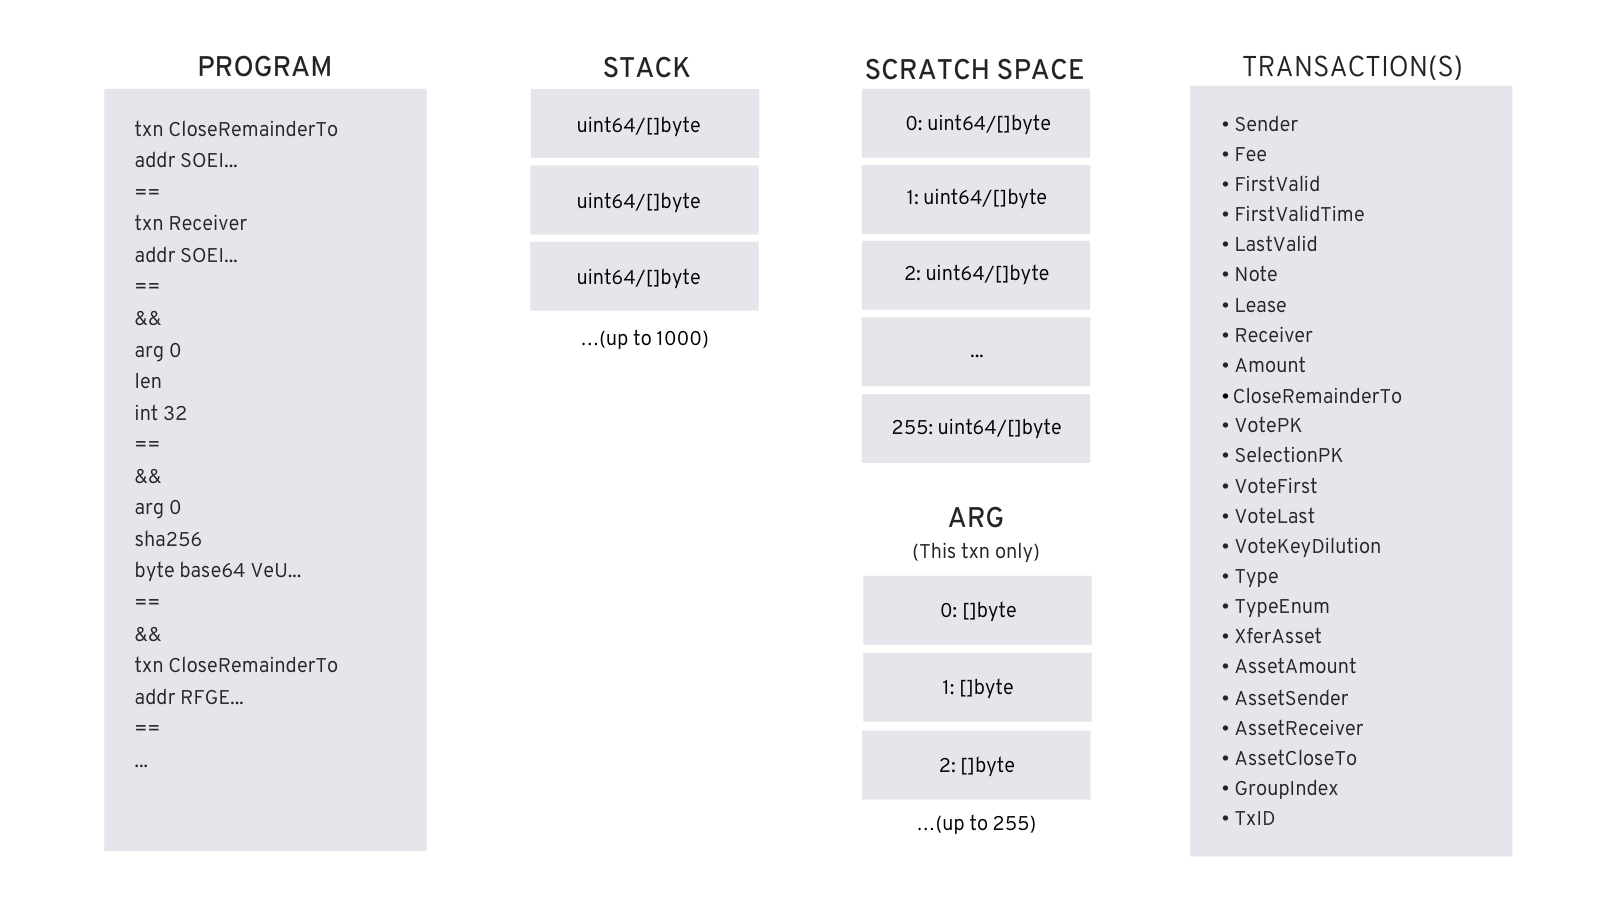 PROGRAM
txn CloseRemainderTo
addr SOEI...
==
txn Receiver
addr SOEI...
==
&&
arg 0
len
int 32
==
&&
arg 0
sha256
byte base64 VeU...
==
&&
txn CloseRemainderTo
addr RFGE...
==
...
STACK
uint64/[]byte
uint64/[]byte
uint64/[]byte
...(up to 1000)
SCRATCH SPACE
0: uint64/[]byte
1: uint64/[]byte
2: uint64/[]byte
...
255: uint64/[]byte
ARG
(This txn only)
0: []byte
1: []byte
2: []byte
...(up to 255)
TRANSACTION(S)
• Sender
• Fee
• FirstValid
• FirstValidTime
• LastValid
• Note
• Lease
• Receiver
• Amount
• CloseRemainderTo
• VotePK
• SelectionPK
• VoteFirst
• VoteLast
• VoteKeyDilution
• Type
• TypeEnum
• XferAsset
• AssetAmount
• AssetSender
• AssetReceiver
• AssetCloseTo
• GroupIndex
• TxID